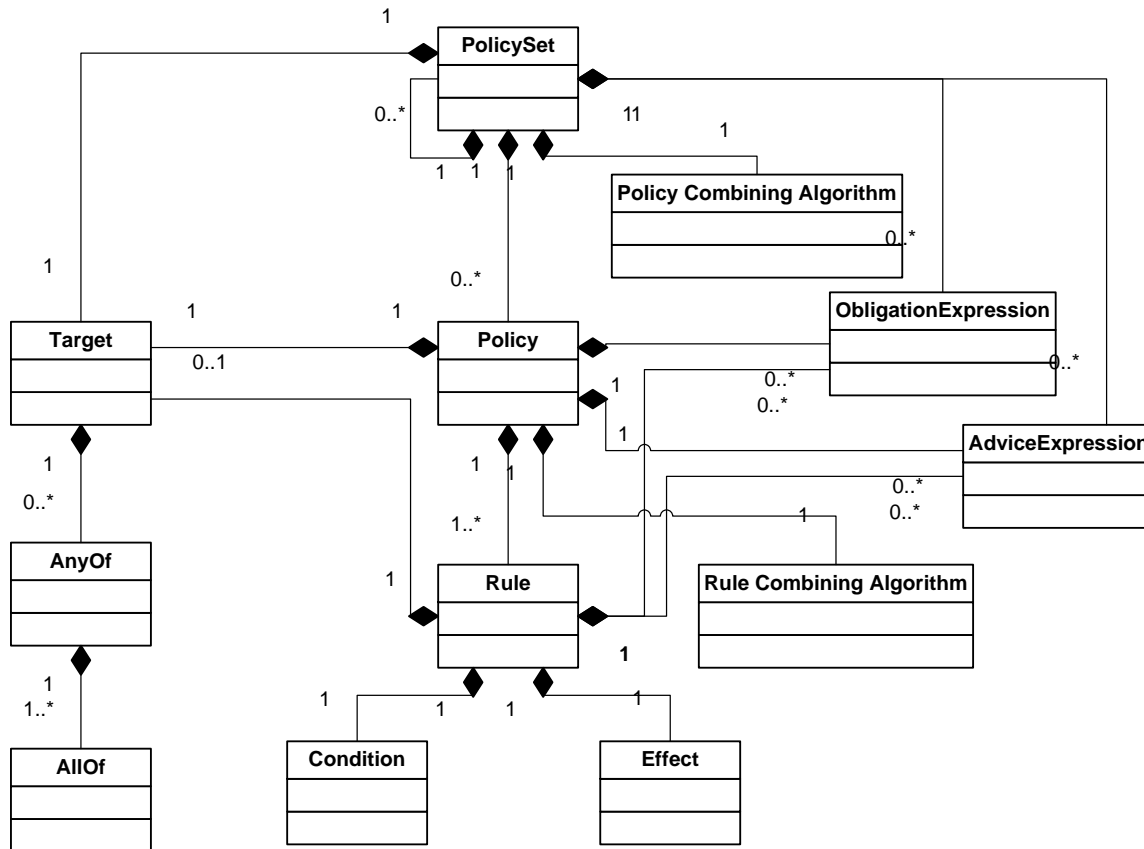 1
PolicySet
0..*
11
1
1
1
1
Policy Combining Algorithm
0..*
1
0..*
1
1
ObligationExpression
Target
Policy
0..1
0..*
1
0..*
0..*
1
AdviceExpression
1
1
1
0..*
0..*
0..*
1..*
1
AnyOf
1
Rule
Rule Combining Algorithm
1
1
1..*
1
1
1
1
AllOf
Condition
Effect